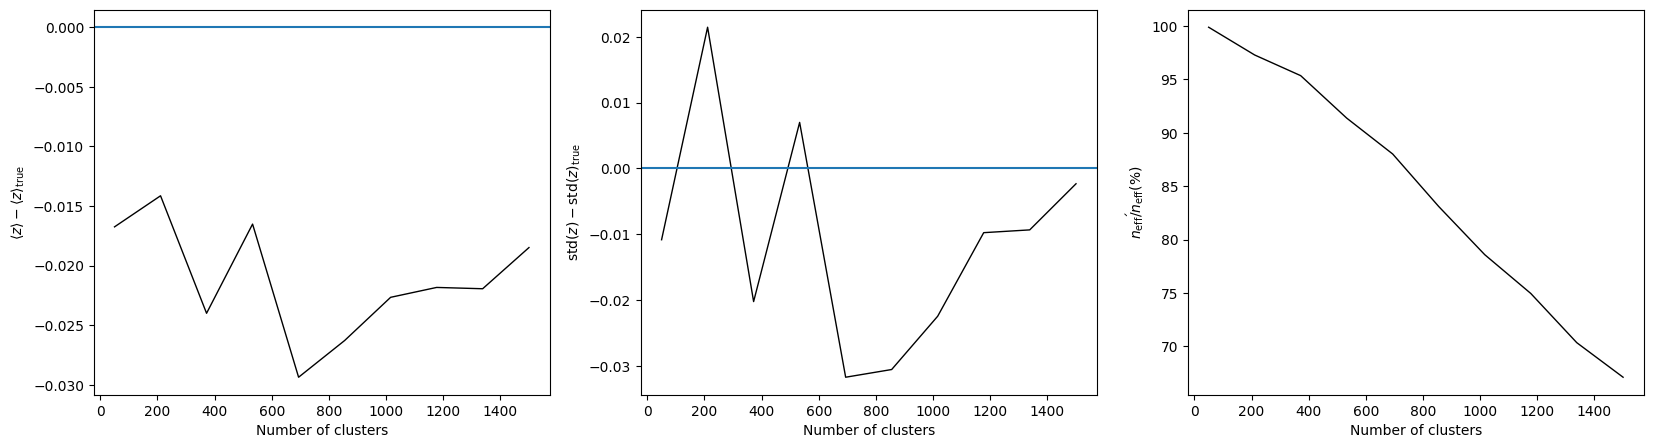 0.000
−0.005
−0.010
−0.015
−0.020
−0.025
−0.030
⟨z⟩ − ⟨z⟩true
0 200 400 600 800 1000 1200 1400
Number of clusters
0.02
0.01
0.00
−0.01
−0.02
−0.03
std(z) − std(z)true
0 200 400 600 800 1000 1200 1400
Number of clusters
100
95
90
85
80
75
70
n′eff/neff(%)
0 200 400 600 800 1000 1200 1400
Number of clusters